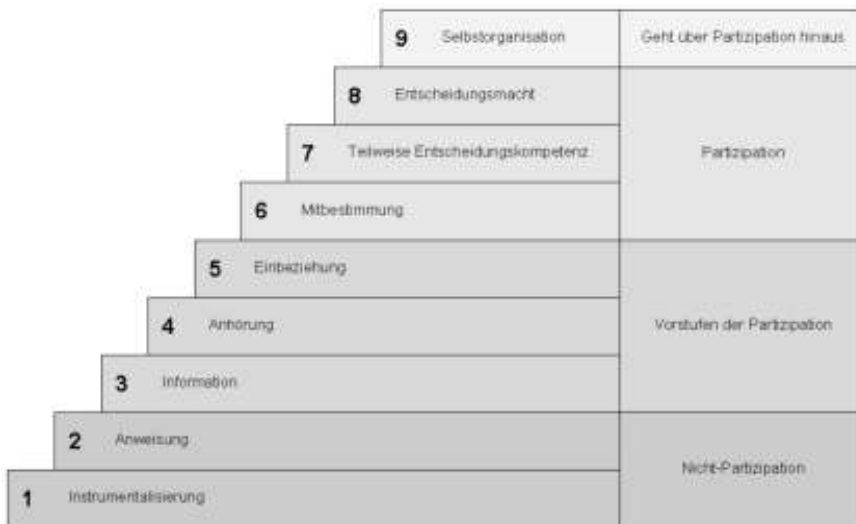 9 Selbstorganisation Geht über Partizipation hinaus
8 Entscheidungsmacht
7 Teilweise Entscheidungskompetenz Partizipation
6 Mitbestimmung
5 Einbeziehung
4 Anhörung Vorstufen der Partizipation
3 Information
2 Anweisung
Nicht-Partizipation
1 Instrumentalisierung